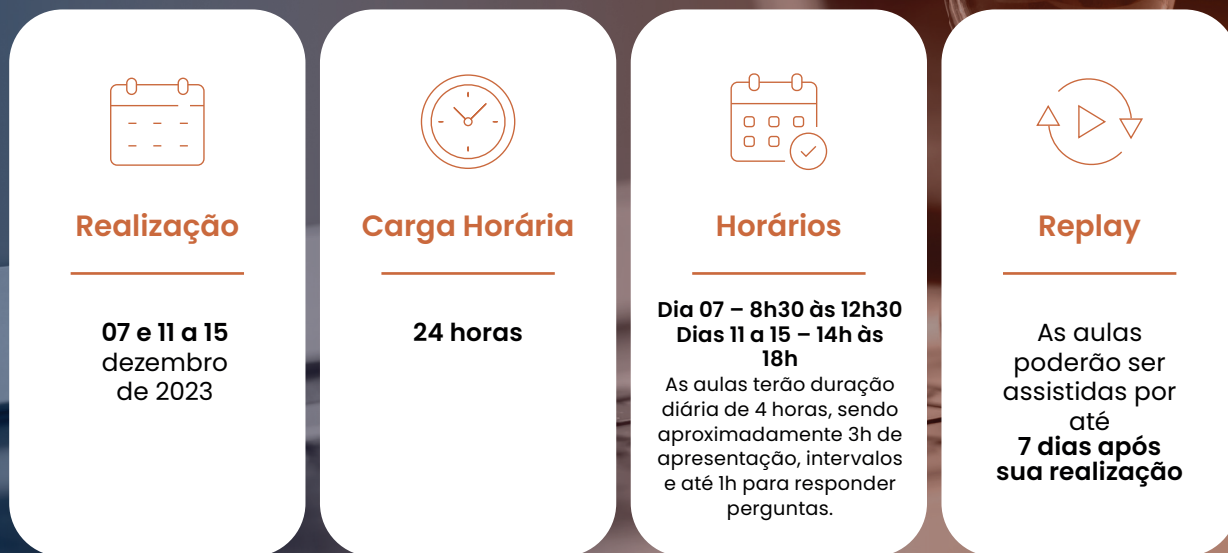 Realização
07 e 11 a 15
dezembro
de 2023
Carga Horária
24 horas
Horários
Dia 07 – 8h30 às 12h30
Dias 11 a 15 – 14h às
18h
As aulas terão duração
diária de 4 horas, sendo
aproximadamente 3h de
apresentação, intervalos
e até 1h para responder
perguntas.
Replay
As aulas
poderão ser
assistidas por
até
7 dias após
sua realização